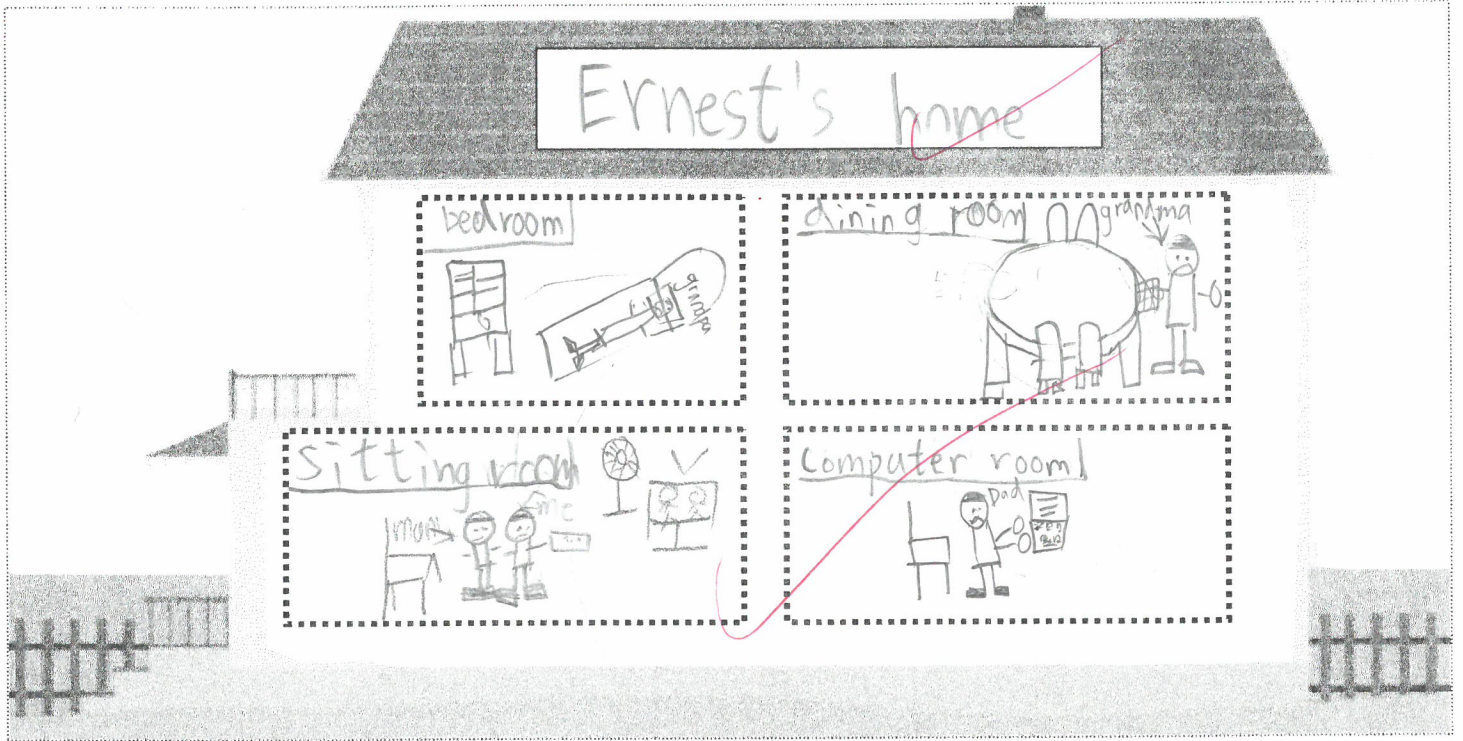 Ernest's home
bedroom
grandpa
dining room
grandma
sitting room
mom
me
computer room
Dad